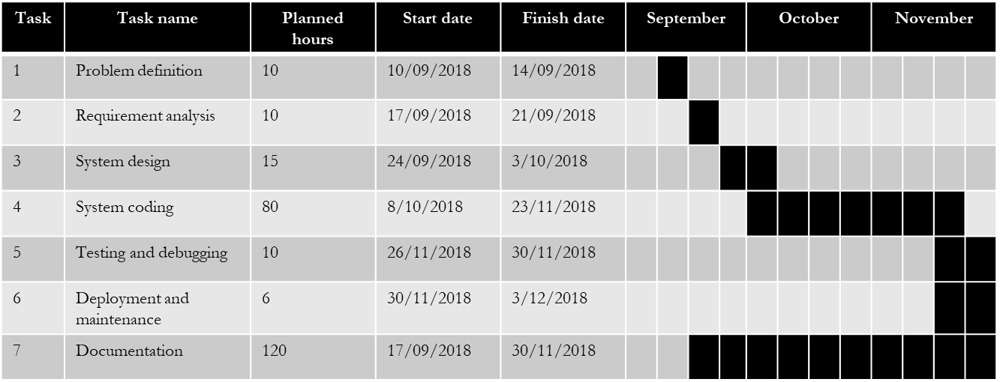 Task Task name Planned hours Start date Finish date September October November
1 Problem definition 10 10/09/2018 14/09/2018
2 Requirement analysis 10 17/09/2018 21/09/2018
3 System design 15 24/09/2018 3/10/2018
4 System coding 80 8/10/2018 23/11/2018
5 Testing and debugging 10 26/11/2018 30/11/2018
6 Deployment and maintenance 6 30/11/2018 3/12/2018
7 Documentation 120 17/09/2018 30/11/2018